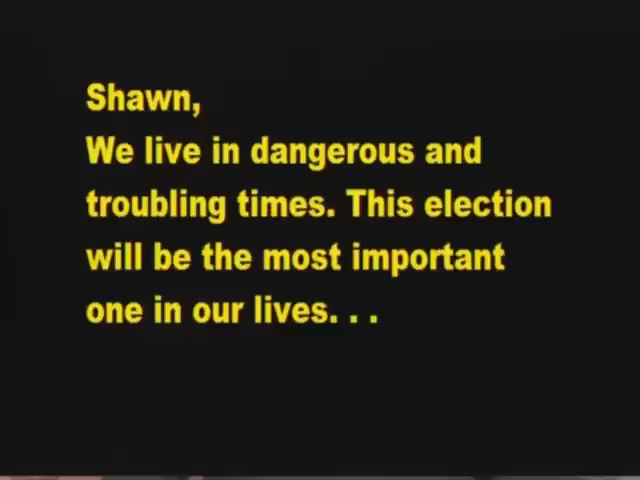 Shawn,
We live in dangerous and
troubling times. This election
will be the most important
one in our lives. . .